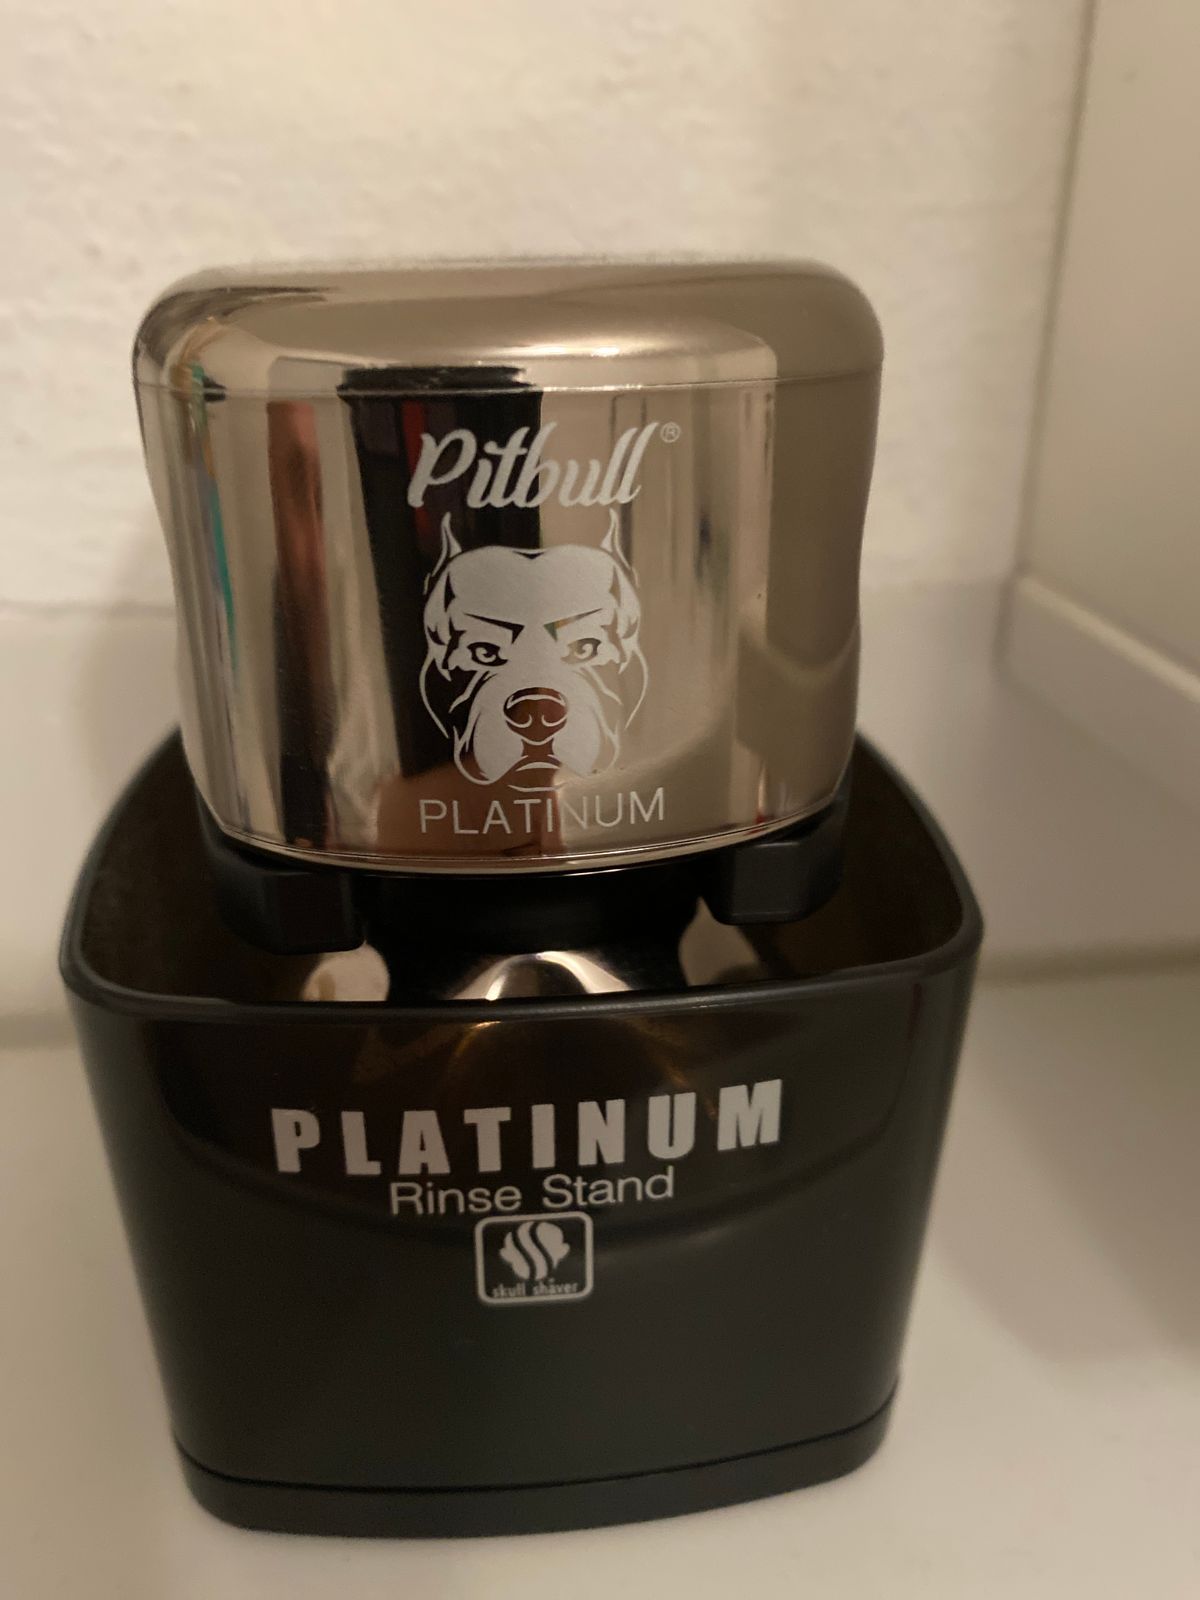 Pitbull®
PLATINUM
PLATINUM
Rinse Stand
skull shaver